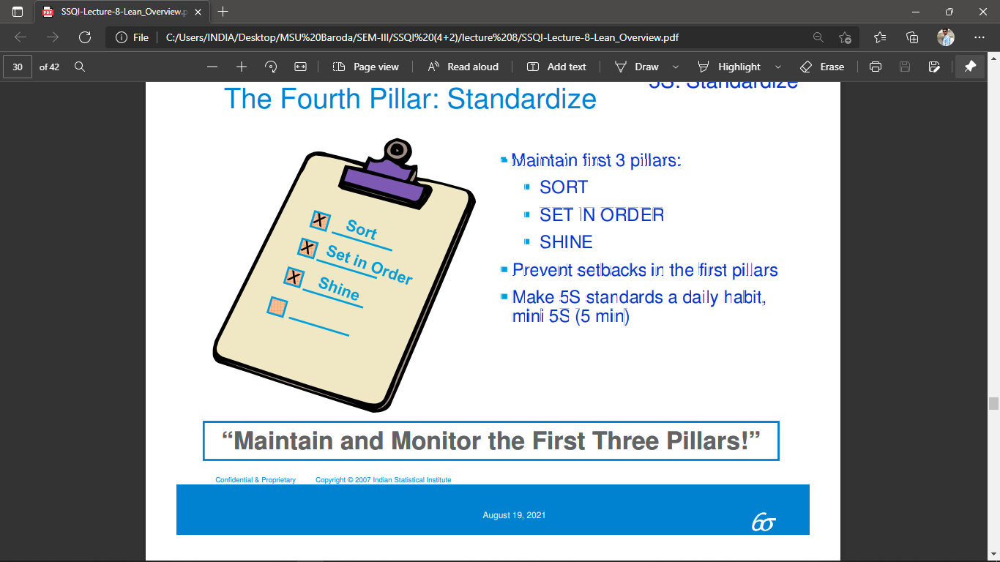 SSQI-Lecture-8-Lean_Overview.p
File
C:/Users/INDIA/Desktop/MSU%20Baroda/SEM-III/SSQI%20(4+2)/lecture%208/SSQI-Lecture-8-Lean_Overview.pdf
30 of 42
Page view
Read aloud
Add text
Draw
Highlight
Erase
5S: Standardize
The Fourth Pillar: Standardize
Sort
Set in Order
Shine
Maintain first 3 pillars:
SORT
SET IN ORDER
SHINE
Prevent setbacks in the first pillars
Make 5S standards a daily habit,
mini 5S (5 min)
“Maintain and Monitor the First Three Pillars!”
Confidential & Proprietary
Copyright © 2007 Indian Statistical Institute
August 19, 2021
6σ